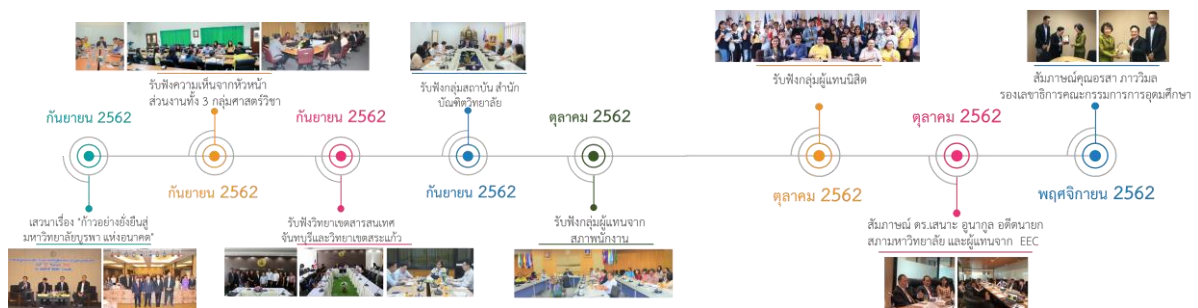 รับฟังความเห็นจากหัวหน้า
ส่วนงานทั้ง 3 กลุ่มศาสตร์วิชา
รับฟังกลุ่มสถาบัน สำนัก
บัณฑิตวิทยาลัย
รับฟังกลุ่มผู้แทนนิสิต
สัมภาษณ์คุณอรสา ภาววิมล
รองเลขาธิการคณะกรรมการการอุดมศึกษา
กันยายน 2562
กันยายน 2562
ตุลาคม 2562
ตุลาคม 2562
กันยายน 2562
กันยายน 2562
ตุลาคม 2562
พฤศจิกายน 2562
เสวนาเรื่อง "ก้าวอย่างยั่งยืนสู่
มหาวิทยาลัยบูรพา แห่งอนาคต"
รับฟังวิทยาเขตสารสนเทศ
จันทบุรีและวิทยาเขตสระแก้ว
รับฟังกลุ่มผู้แทนจาก
สภาพนักงาน
สัมภาษณ์ ดร.เสนาะ อูนากูล อดีตนายก
สภามหาวิทยาลัย และผู้แทนจาก EEC